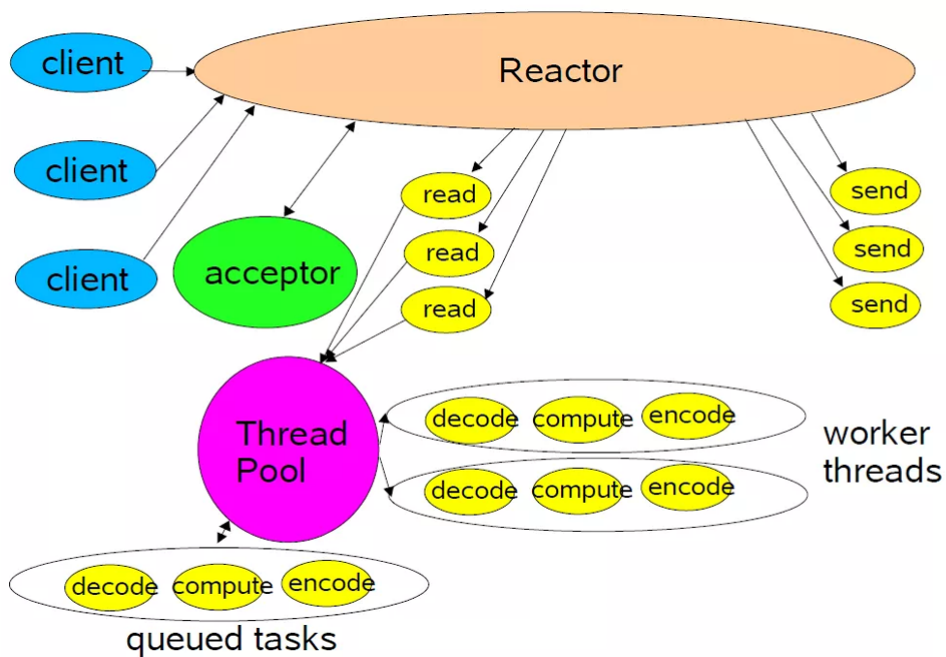 client
Reactor
client
client
acceptor
read
read
read
send
send
send
Thread
Pool
decode compute encode
decode compute encode
worker
threads
decode compute encode
queued tasks